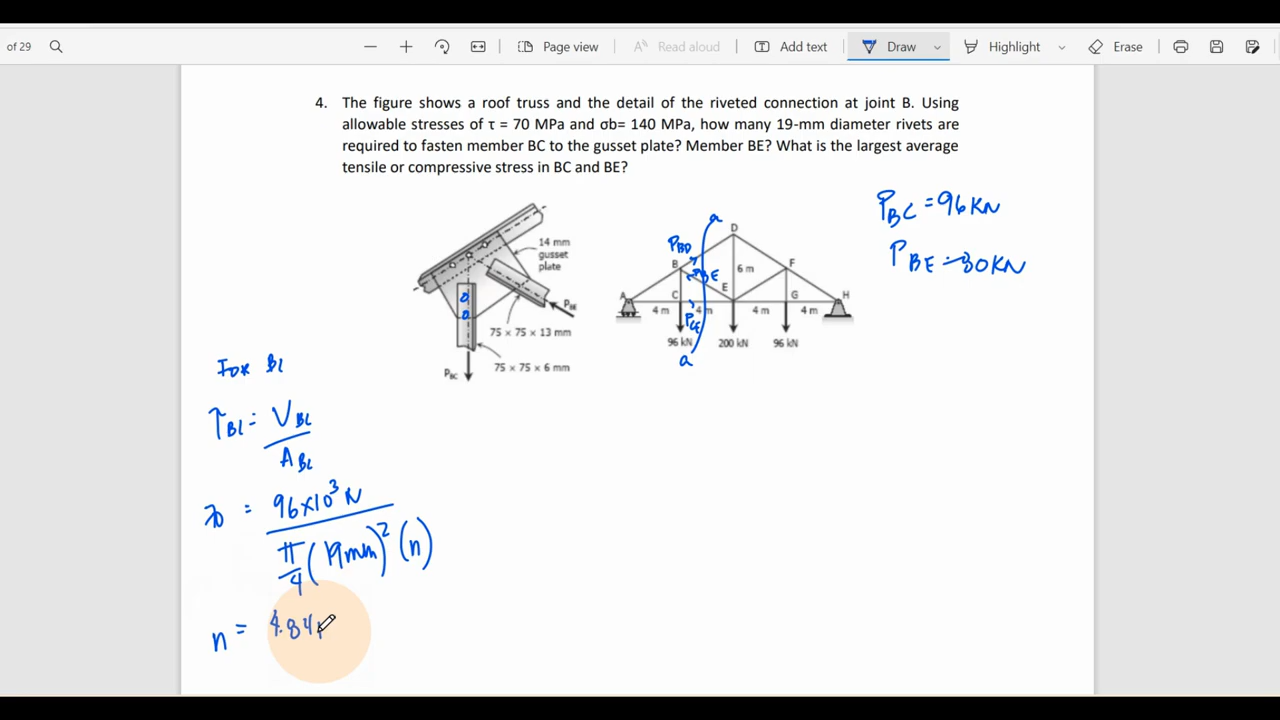 of 29
Page view
Read aloud
Add text
Draw
Highlight
Erase
4. The figure shows a roof truss and the detail of the riveted connection at joint B. Using
allowable stresses of τ = 70 MPa and σb= 140 MPa, how many 19-mm diameter rivets are
required to fasten member BC to the gusset plate? Member BE? What is the largest average
tensile or compressive stress in BC and BE?
P_BC = 96 KN
P_BE = 80 KN
14 mm
gusset
plate
P_BE
75 × 75 × 13 mm
75 × 75 × 6 mm
P_BC
a
D
P_BD
B
BE
F
6 m
E
A
C
G
H
4 m
4 m
4 m
4 m
P_CE
96 kN
200 kN
96 kN
a
For BC
τ_BC = V_BC / A_BC
70 = 96×10³ N / π/4 (19mm)² (n)
n = 4.84